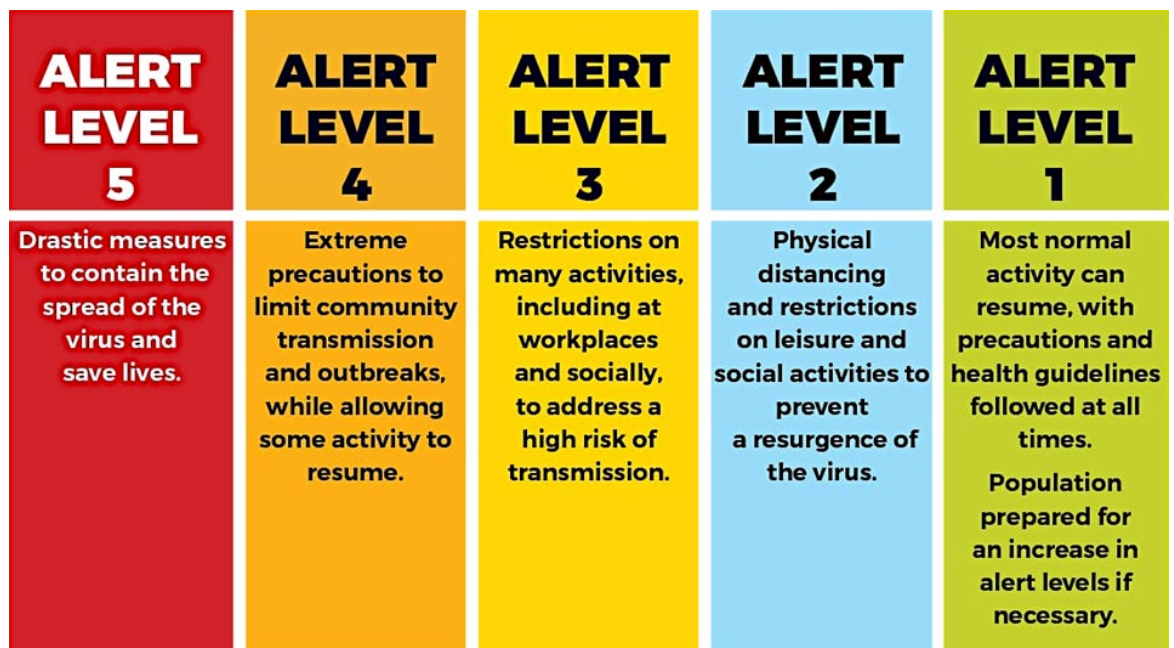 ALERT
LEVEL
5
Drastic measures
to contain the
spread of the
virus and
save lives.
ALERT
LEVEL
4
Extreme
precautions to
limit community
transmission
and outbreaks,
while allowing
some activity to
resume.
ALERT
LEVEL
3
Restrictions on
many activities,
including at
workplaces
and socially,
to address a
high risk of
transmission.
ALERT
LEVEL
2
Physical
distancing
and restrictions
on leisure and
social activities to
prevent
a resurgence of
the virus.
ALERT
LEVEL
1
Most normal
activity can
resume, with
precautions and
health guidelines
followed at all
times.
Population
prepared for
an increase in
alert levels if
necessary.